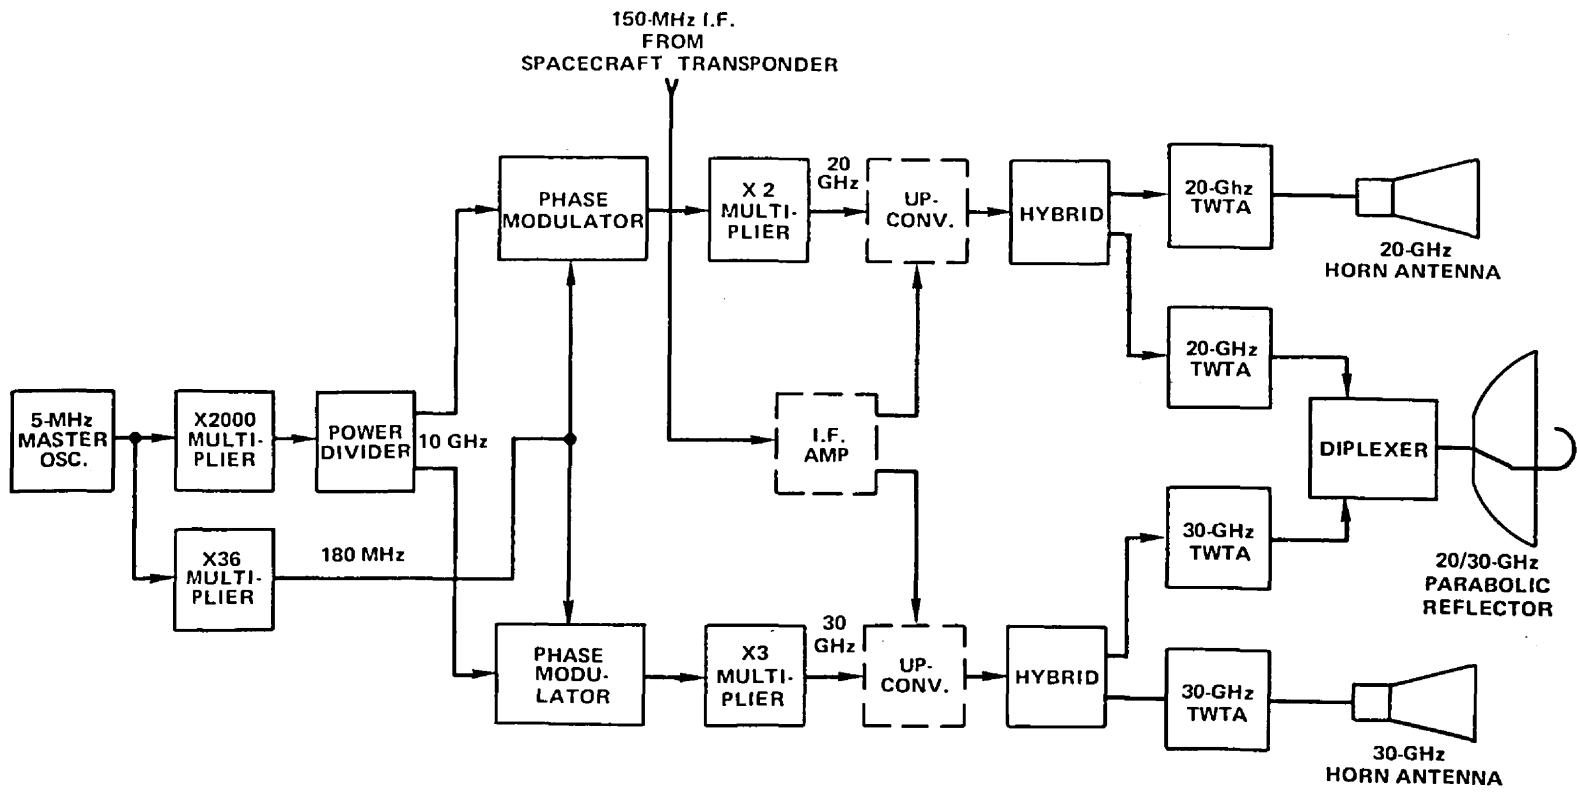 150-MHz I.F.
FROM
SPACECRAFT TRANSPONDER
PHASE
MODULATOR
X 2
MULTI-
PLIER
20
GHz
UP-
CONV.
HYBRID
20-Ghz
TWTA
20-GHz
HORN ANTENNA
20-GHz
TWTA
5-MHz
MASTER
OSC.
X2000
MULTI-
PLIER
POWER
DIVIDER
10 GHz
I.F.
AMP
DIPLEXER
X36
MULTI-
PLIER
180 MHz
30-GHz
TWTA
20/30-GHz
PARABOLIC
REFLECTOR
PHASE
MODU-
LATOR
X3
MULTI-
PLIER
30
GHz
UP-
CONV.
HYBRID
30-GHz
TWTA
30-GHz
HORN ANTENNA